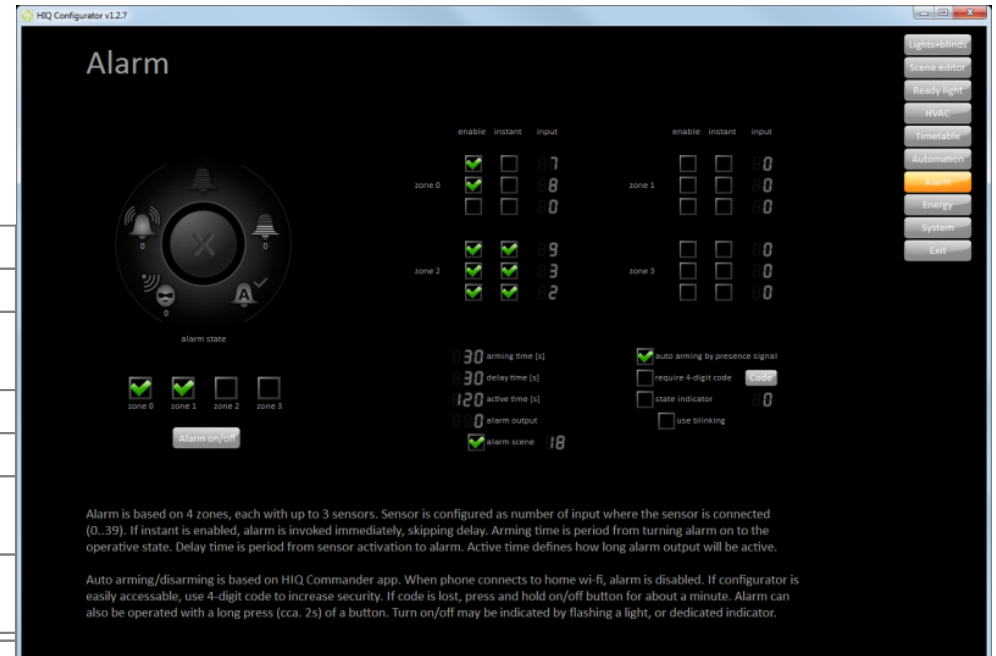 HIQ Configurator v1.2.7
Alarm
Lights+blinds
Scene editor
Ready light
HVAC
Timetable
Automation
Alarm
Energy
System
Exit
enable instant input
enable instant input
7
zone 0 8
0
0
zone 1 0
0
9
zone 2 3
2
0
zone 3 0
0
0
0
A
0
alarm state
zone 0 zone 1 zone 2 zone 3
Alarm on/off
30 arming time [s]
30 delay time [s]
120 active time [s]
0 alarm output
alarm scene 18
auto arming by presence signal
require 4-digit code Code
state indicator 0
use blinking
Alarm is based on 4 zones, each with up to 3 sensors. Sensor is configured as number of input where the sensor is connected
(0..39). If instant is enabled, alarm is invoked immediately, skipping delay. Arming time is period from turning alarm on to the
operative state. Delay time is period from sensor activation to alarm. Active time defines how long alarm output will be active.
Auto arming/disarming is based on HIQ Commander app. When phone connects to home wi-fi, alarm is disabled. If configurator is
easily accessable, use 4-digit code to increase security. If code is lost, press and hold on/off button for about a minute. Alarm can
also be operated with a long press (cca. 2s) of a button. Turn on/off may be indicated by flashing a light, or dedicated indicator.